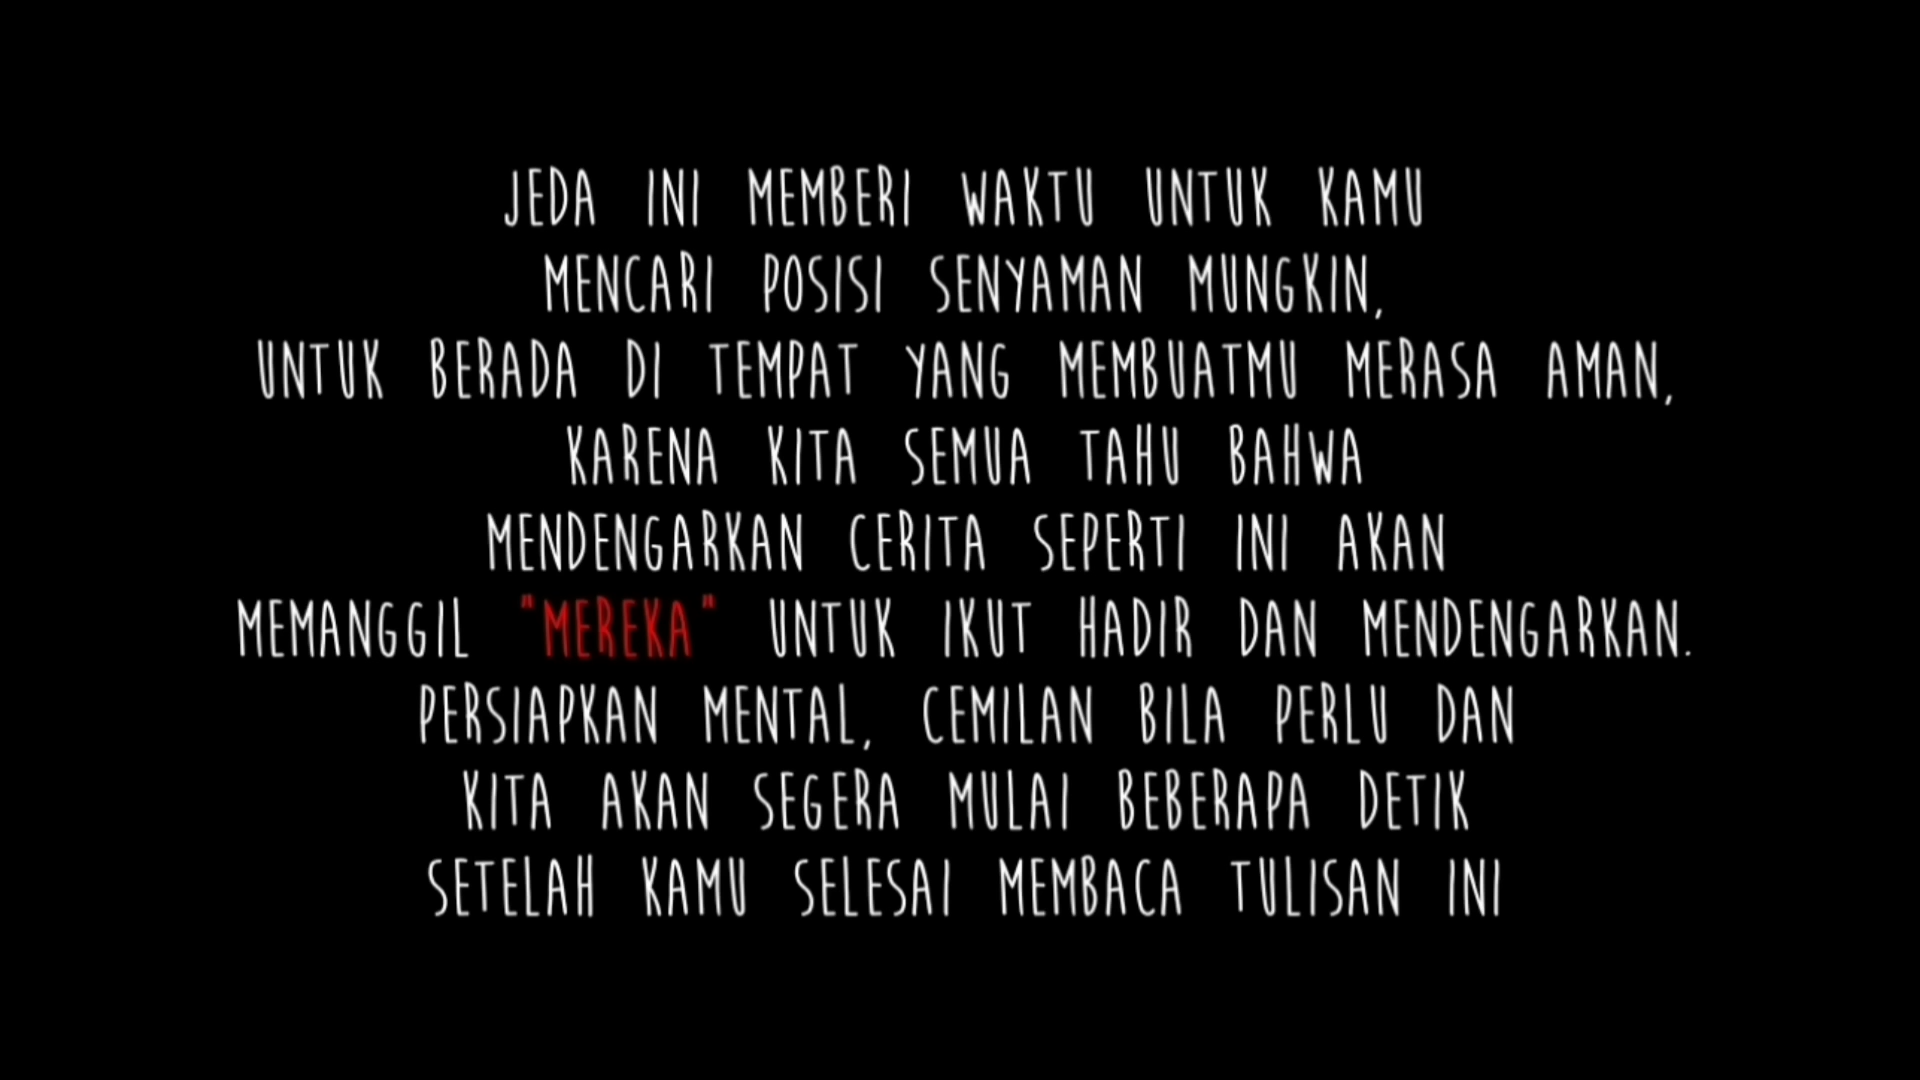 JEDA INI MEMBERI WAKTU UNTUK KAMU
MENCARI POSISI SENYAMAN MUNGKIN,
UNTUK BERADA DI TEMPAT YANG MEMBUATMU MERASA AMAN,
KARENA KITA SEMUA TAHU BAHWA
MENDENGARKAN CERITA SEPERTI INI AKAN
MEMANGGIL "MEREKA" UNTUK IKUT HADIR DAN MENDENGARKAN.
PERSIAPKAN MENTAL, CEMILAN BILA PERLU DAN
KITA AKAN SEGERA MULAI BEBERAPA DETIK
SETELAH KAMU SELESAI MEMBACA TULISAN INI